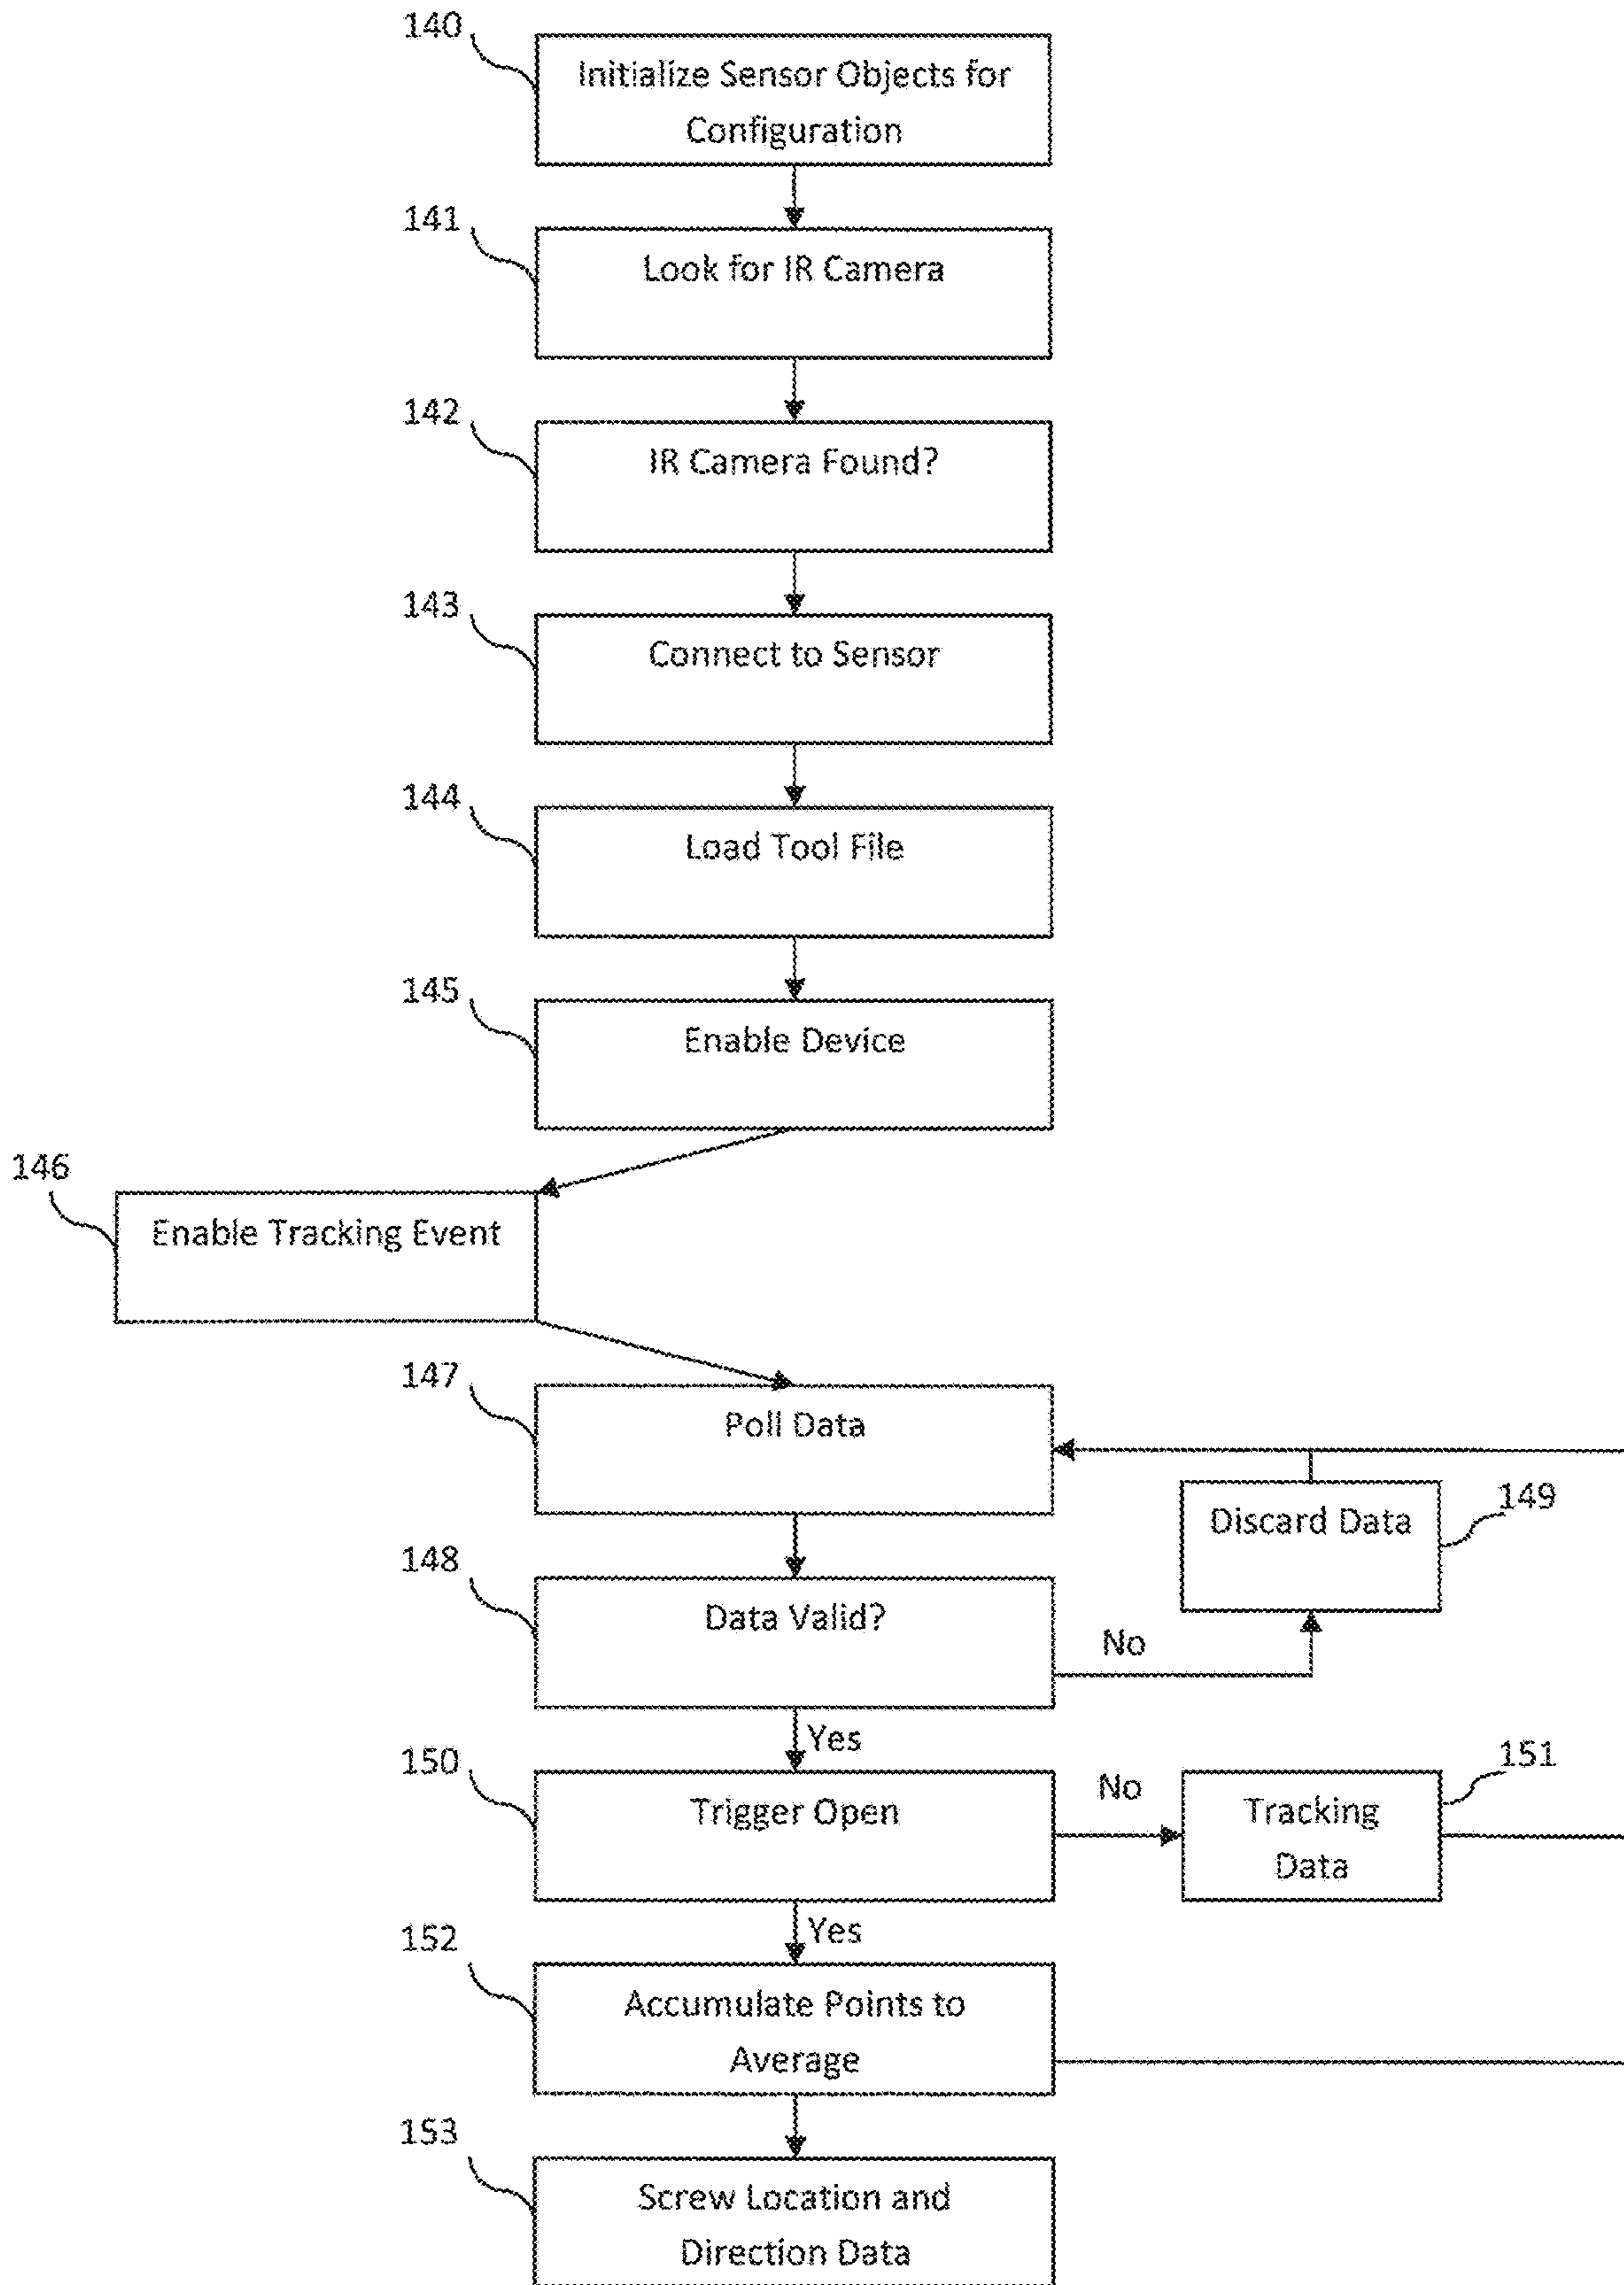 140
Initialize Sensor Objects for
Configuration
141
Look for IR Camera
142
IR Camera Found?
143
Connect to Sensor
144
Load Tool File
145
Enable Device
146
Enable Tracking Event
147
Poll Data
149
Discard Data
148
Data Valid?
No
Yes
150
Trigger Open
No
151
Tracking
Data
Yes
152
Accumulate Points to
Average
153
Screw Location and
Direction Data